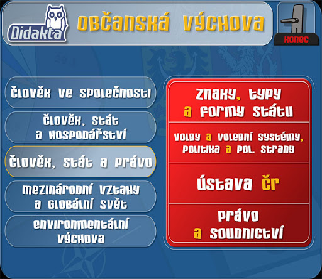 Didakta
OBČANSKÁ VÝCHOVA
KONEC
ČLOVĚK VE SPOLEČNOSTI
ČLOVĚK, STÁT
A HOSPODÁŘSTVÍ
ČLOVĚK, STÁT A PRÁVO
MEZINÁRODNÍ VZTAHY
A GLOBÁLNÍ SVĚT
ENVIRONMENTÁLNÍ
VÝCHOVA
ZNAKY, TYPY
A FORMY STÁTU
VOLBY A VOLEBNÍ SYSTÉMY,
POLITIKA A POL. STRANY
ÚSTAVA ČR
PRÁVO
A SOUDNICTVÍ